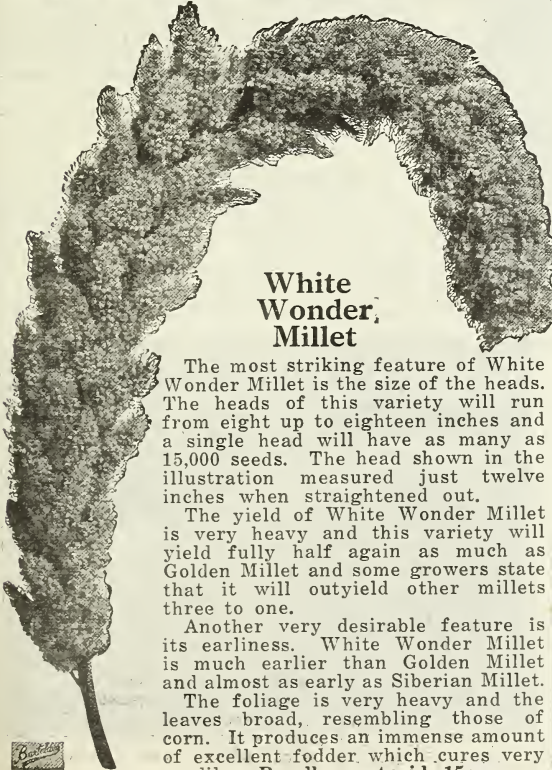 White
Wonder
Millet
The most striking feature of White
Wonder Millet is the size of the heads.
The heads of this variety will run
from eight up to eighteen inches and
a single head will have as many as
15,000 seeds. The head shown in the
illustration measured just twelve
inches when straightened out.
The yield of White Wonder Millet
is very heavy and this variety will
yield fully half again as much as
Golden Millet and some growers state
that it will outyield other millets
three to one.
Another very desirable feature is
its earliness. White Wonder Millet
is much earlier than Golden Millet
and almost as early as Siberian Millet.
The foliage is very heavy and the
leaves broad, resembling those of
corn. It produces an immense amount
of excellent fodder which cures very